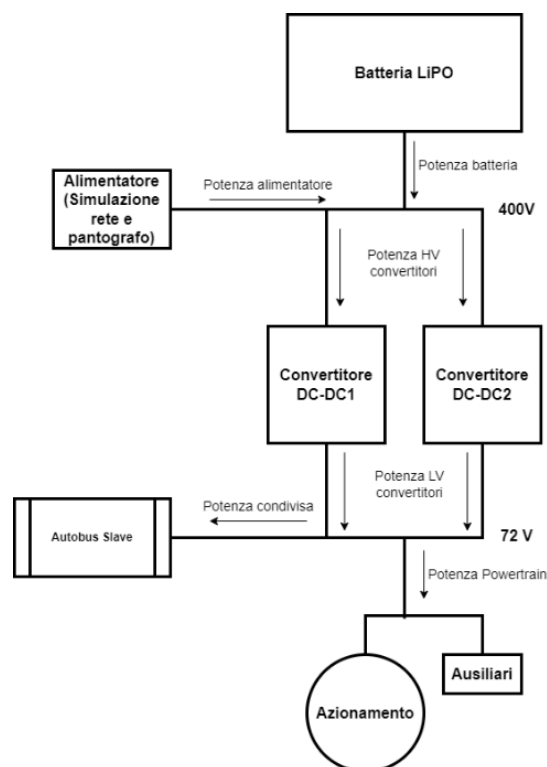 Batteria LiPO
Potenza batteria
Alimentatore
(Simulazione
rete e
pantografo)
Potenza alimentatore
400V
Potenza HV
convertitori
Convertitore
DC-DC1
Convertitore
DC-DC2
Potenza LV
convertitori
Potenza condivisa
Autobus Slave
72 V
Potenza Powertrain
Azionamento
Ausiliari